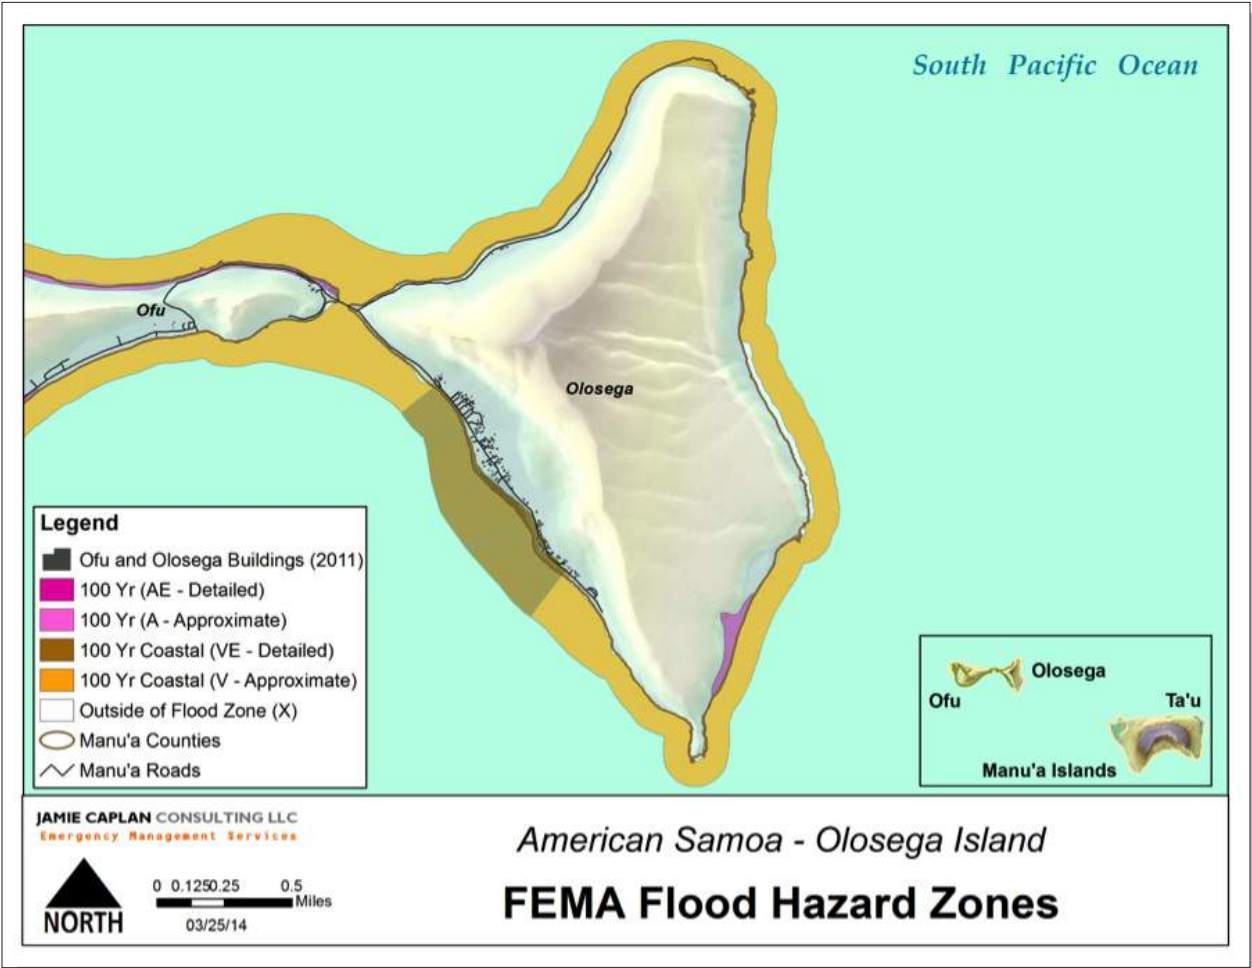 South Pacific Ocean
Ofu
Olosega
Legend
Ofu and Olosega Buildings (2011)
100 Yr (AE - Detailed)
100 Yr (A - Approximate)
100 Yr Coastal (VE - Detailed)
100 Yr Coastal (V - Approximate)
Outside of Flood Zone (X)
Manu'a Counties
Manu'a Roads
Olosega
Ofu
Ta'u
Manu'a Islands
JAMIE CAPLAN CONSULTING LLC
Emergency Management Services
NORTH
0 0.1250.25 0.5
Miles
03/25/14
American Samoa - Olosega Island
FEMA Flood Hazard Zones